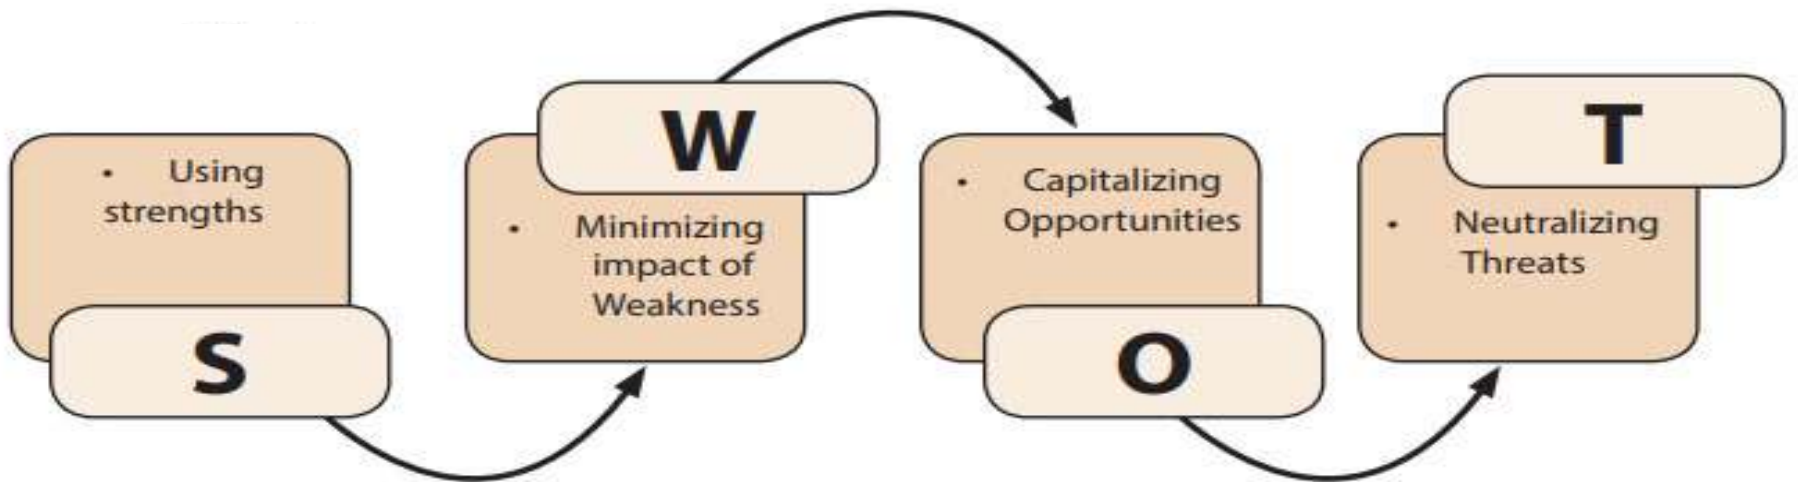 • Using
strengths
S
W
• Minimizing
impact of
Weakness
• Capitalizing
Opportunities
O
T
• Neutralizing
Threats